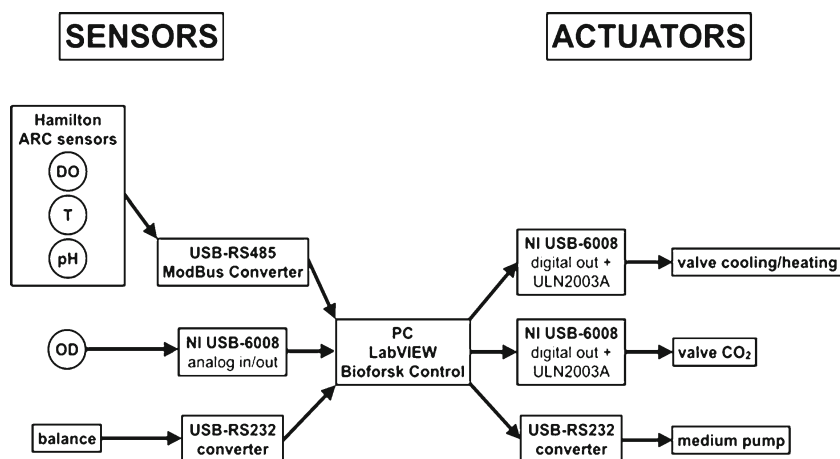 SENSORS
ACTUATORS
Hamilton
ARC sensors
DO
T
pH
USB-RS485
ModBus Converter
OD
NI USB-6008
analog in/out
balance
USB-RS232
converter
PC
LabVIEW
Bioforsk Control
NI USB-6008
digital out +
ULN2003A
valve cooling/heating
NI USB-6008
digital out +
ULN2003A
valve CO₂
USB-RS232
converter
medium pump